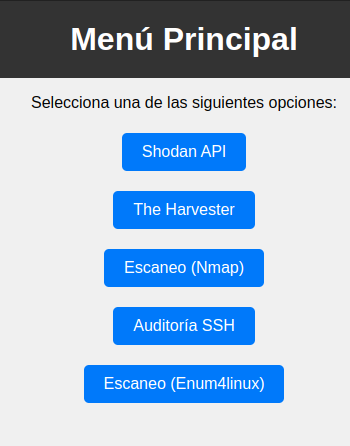 Menú Principal
Selecciona una de las siguientes opciones:
Shodan API
The Harvester
Escaneo (Nmap)
Auditoría SSH
Escaneo (Enum4linux)